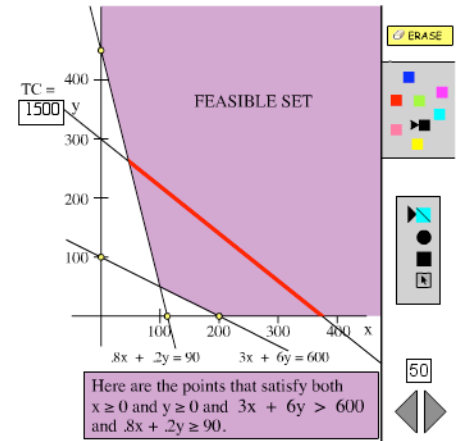 ERASE
TC =
1500 y
FEASIBLE SET
400
300
200
100
100 200 300 400 x
.8x + .2y = 90 3x + 6y = 600
50
Here are the points that satisfy both
x ≥ 0 and y ≥ 0 and 3x + 6y > 600
and .8x + .2y ≥ 90.